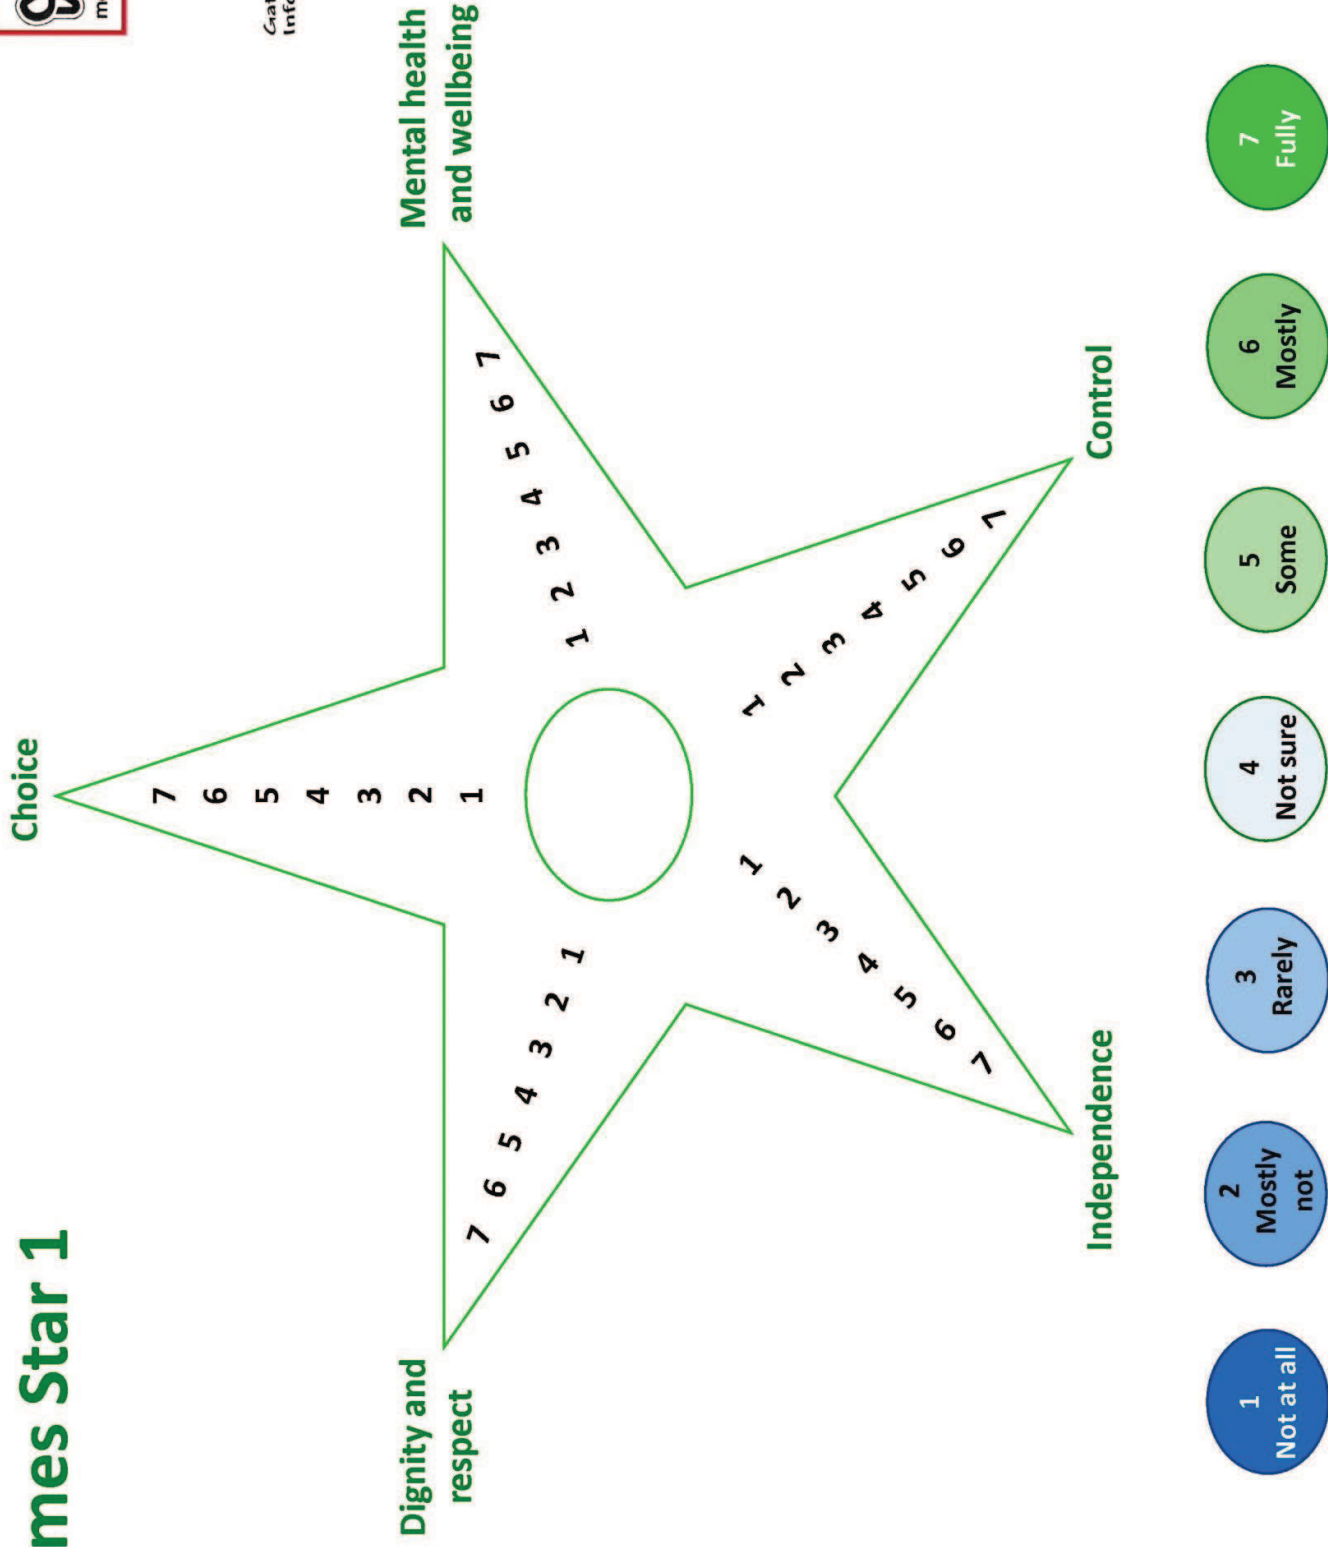 mes Star 1
Choice
Mental health
and wellbeing
Dignity and
respect
7
6
5
4
3
2
1
7 6 5 4 3 2 1
1 2 3 4 5 6 7
1 2 3 4 5 6 7
1 2 3 4 5 6 7
Independence
Control
1
Not at all
2
Mostly
not
3
Rarely
4
Not sure
5
Some
6
Mostly
7
Fully